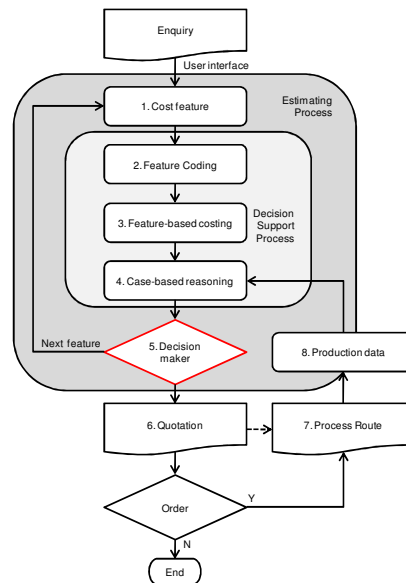 Enquiry
User interface
Estimating
Process
1. Cost feature
2. Feature Coding
3. Feature-based costing
Decision
Support
Process
4. Case-based reasoning
Next feature
5. Decision
maker
8. Production data
6. Quotation
7. Process Route
Order
Y
N
End